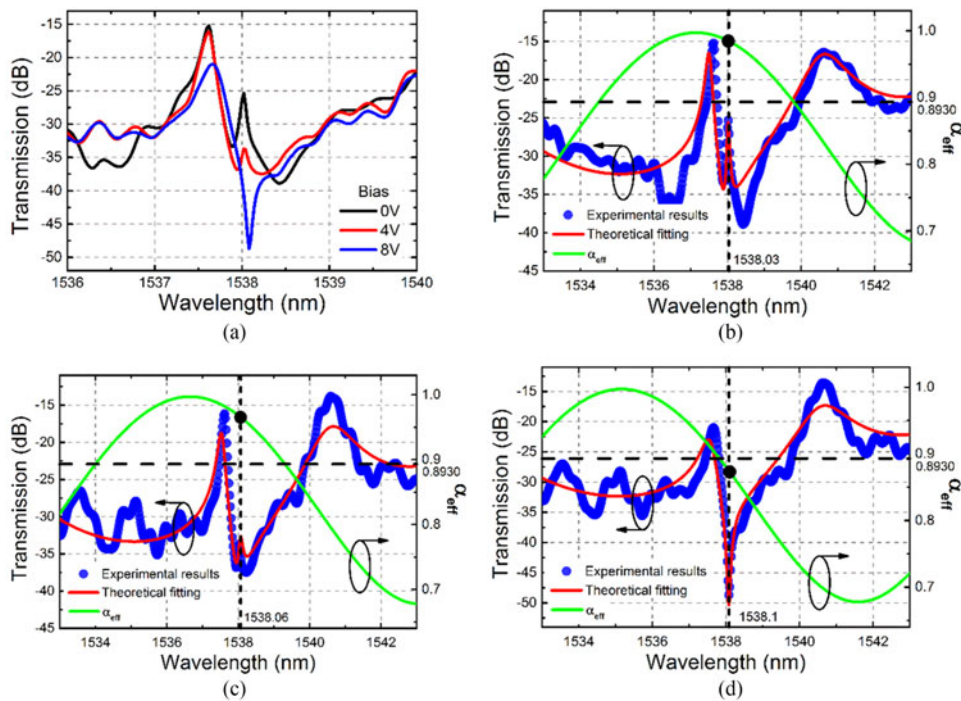 -15
-20
-25
-30
-35
-40
-45
-50
Transmission (dB)
Bias
0V
4V
8V
1536 1537 1538 1539 1540
Wavelength (nm)
(a)
-10
-15
-20
-25
-30
-35
-40
-45
Transmission (dB)
1.0
0.9
0.8930
0.8
0.7
αeff
Experimental results
Theoretical fitting
αeff
1538.03
1534 1536 1538 1540 1542
Wavelength (nm)
(b)
-15
-20
-25
-30
-35
-40
-45
Transmission (dB)
1.0
0.9
0.8930
0.8
0.7
αeff
Experimental results
Theoretical fitting
αeff
1538.06
1534 1536 1538 1540 1542
Wavelength (nm)
(c)
-15
-20
-25
-30
-35
-40
-45
-50
Transmission (dB)
1.0
0.9
0.8930
0.8
0.7
αeff
Experimental results
Theoretical fitting
αeff
1538.1
1534 1536 1538 1540 1542
Wavelength (nm)
(d)